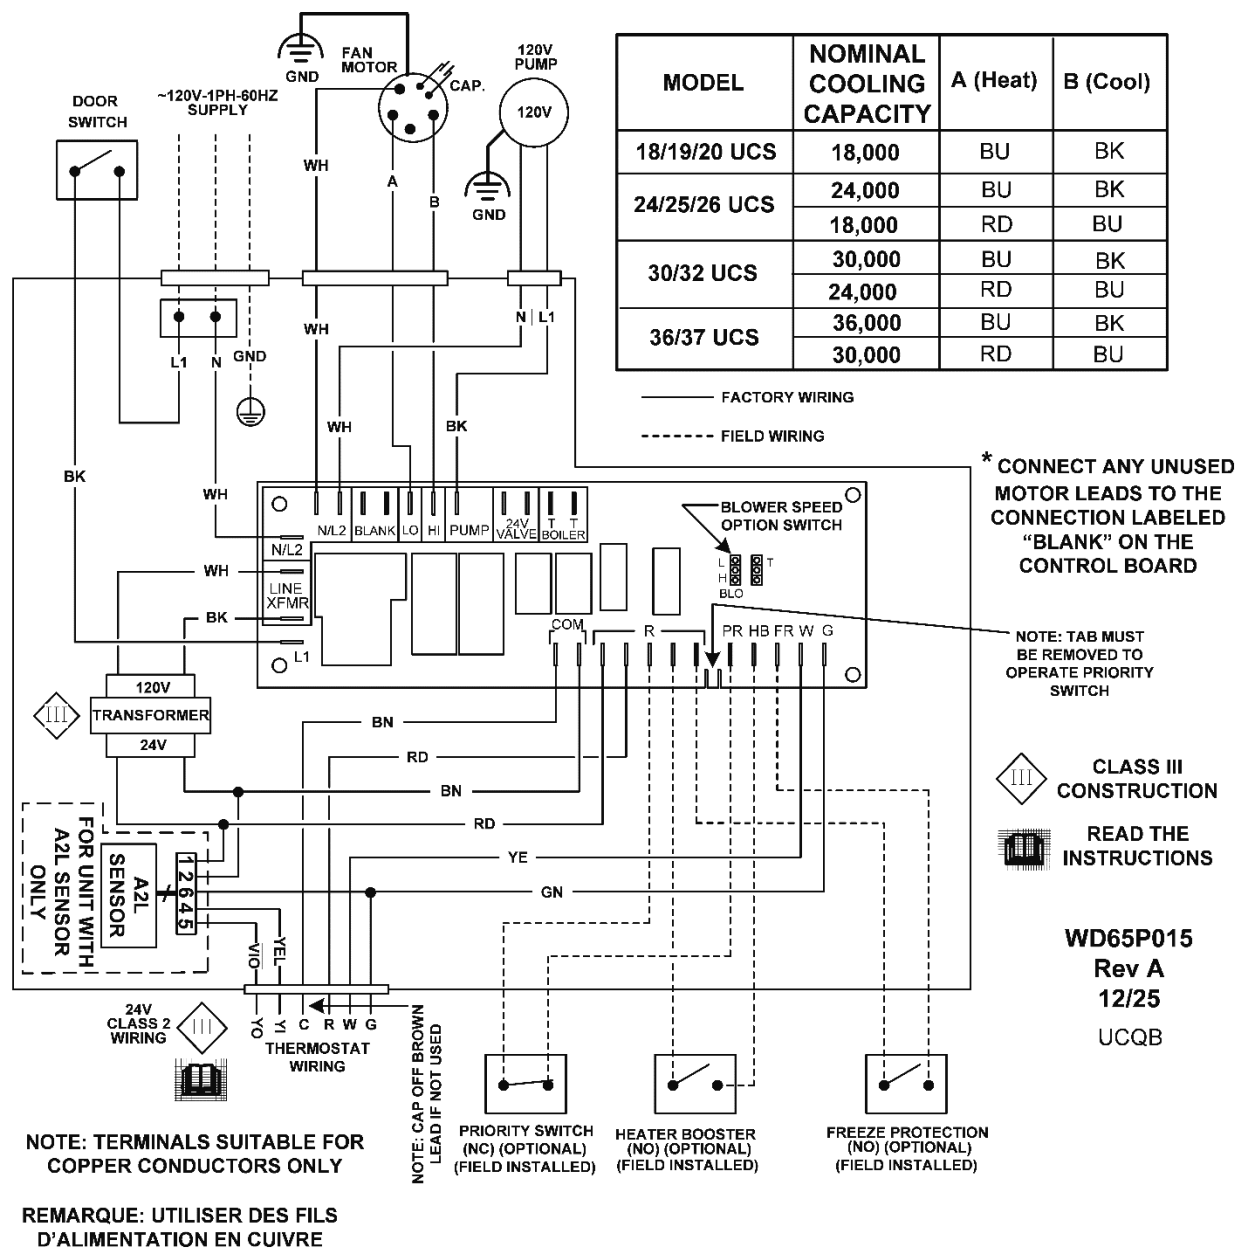 GND
FAN
MOTOR
CAP.
120V
PUMP
120V
GND
DOOR
SWITCH
~120V-1PH-60HZ
SUPPLY
WH
A
B
MODEL
NOMINAL
COOLING
CAPACITY
A (Heat)
B (Cool)
18/19/20 UCS
18,000
BU
BK
24/25/26 UCS
24,000
BU
BK
18,000
RD
BU
30/32 UCS
30,000
BU
BK
24,000
RD
BU
36/37 UCS
36,000
BU
BK
30,000
RD
BU
FACTORY WIRING
FIELD WIRING
WH
N
L1
L1
N
GND
WH
BK
BK
WH
* CONNECT ANY UNUSED
MOTOR LEADS TO THE
CONNECTION LABELED
“BLANK” ON THE
CONTROL BOARD
N/L2
BLANK
LO
HI
PUMP
24V
VALVE
T T
BOILER
BLOWER SPEED
OPTION SWITCH
L
H
BLO
T
N/L2
WH
LINE
XFMR
BK
L1
COM
R
PR HB FR W G
NOTE: TAB MUST
BE REMOVED TO
OPERATE PRIORITY
SWITCH
120V
TRANSFORMER
24V
III
BN
RD
BN
RD
YE
GN
III
CLASS III
CONSTRUCTION
READ THE
INSTRUCTIONS
FOR UNIT WITH
A2L SENSOR
ONLY
A2L
SENSOR
1 2 6 4 5
VIO
YEL
WD65P015
Rev A
12/25
UCQB
24V
CLASS 2
WIRING
III
YO
YI
C R W G
THERMOSTAT
WIRING
NOTE: CAP OFF BROWN
LEAD IF NOT USED
PRIORITY SWITCH
(NC) (OPTIONAL)
(FIELD INSTALLED)
HEATER BOOSTER
(NO) (OPTIONAL)
(FIELD INSTALLED)
FREEZE PROTECTION
(NO) (OPTIONAL)
(FIELD INSTALLED)
NOTE: TERMINALS SUITABLE FOR
COPPER CONDUCTORS ONLY
REMARQUE: UTILISER DES FILS
D’ALIMENTATION EN CUIVRE